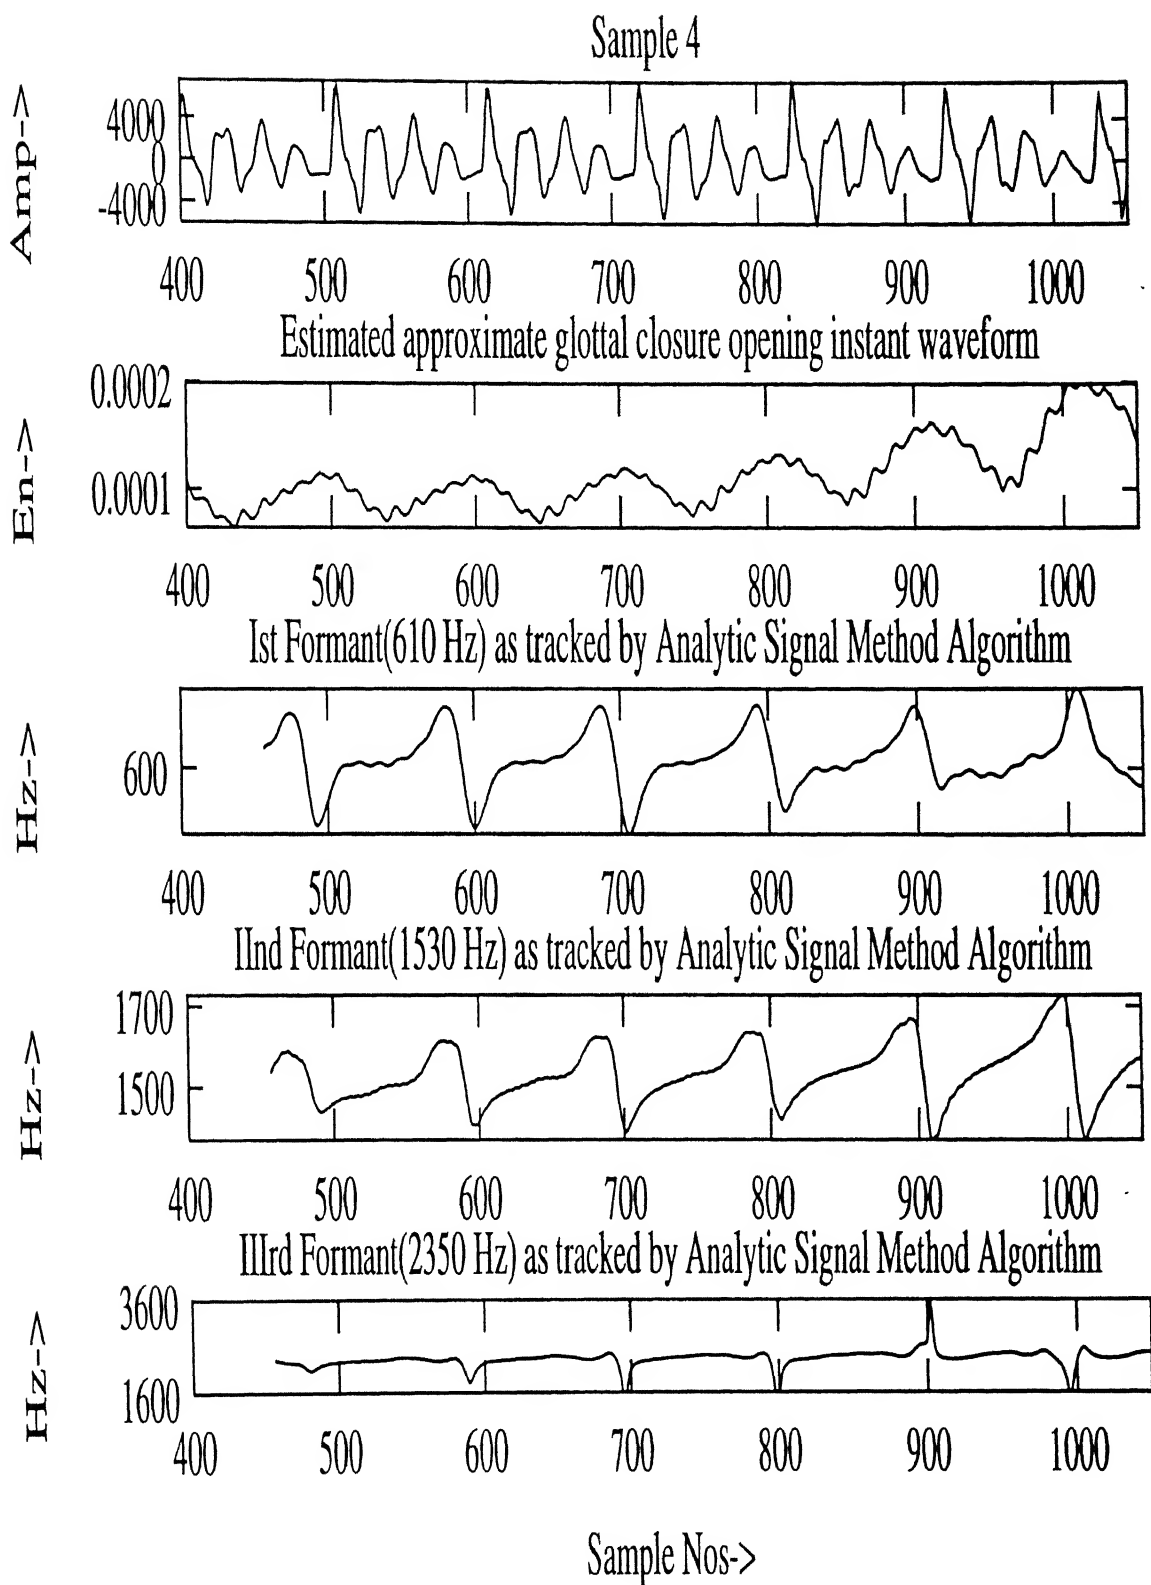 Sample 4
Amp->
4000
0
-4000
400 500 600 700 800 900 1000
Estimated approximate glottal closure opening instant waveform
En->
0.0002
0.0001
400 500 600 700 800 900 1000
Ist Formant(610 Hz) as tracked by Analytic Signal Method Algorithm
Hz->
600
400 500 600 700 800 900 1000
IInd Formant(1530 Hz) as tracked by Analytic Signal Method Algorithm
Hz->
1700
1500
400 500 600 700 800 900 1000
IIIrd Formant(2350 Hz) as tracked by Analytic Signal Method Algorithm
Hz->
3600
1600
400 500 600 700 800 900 1000
Sample Nos->